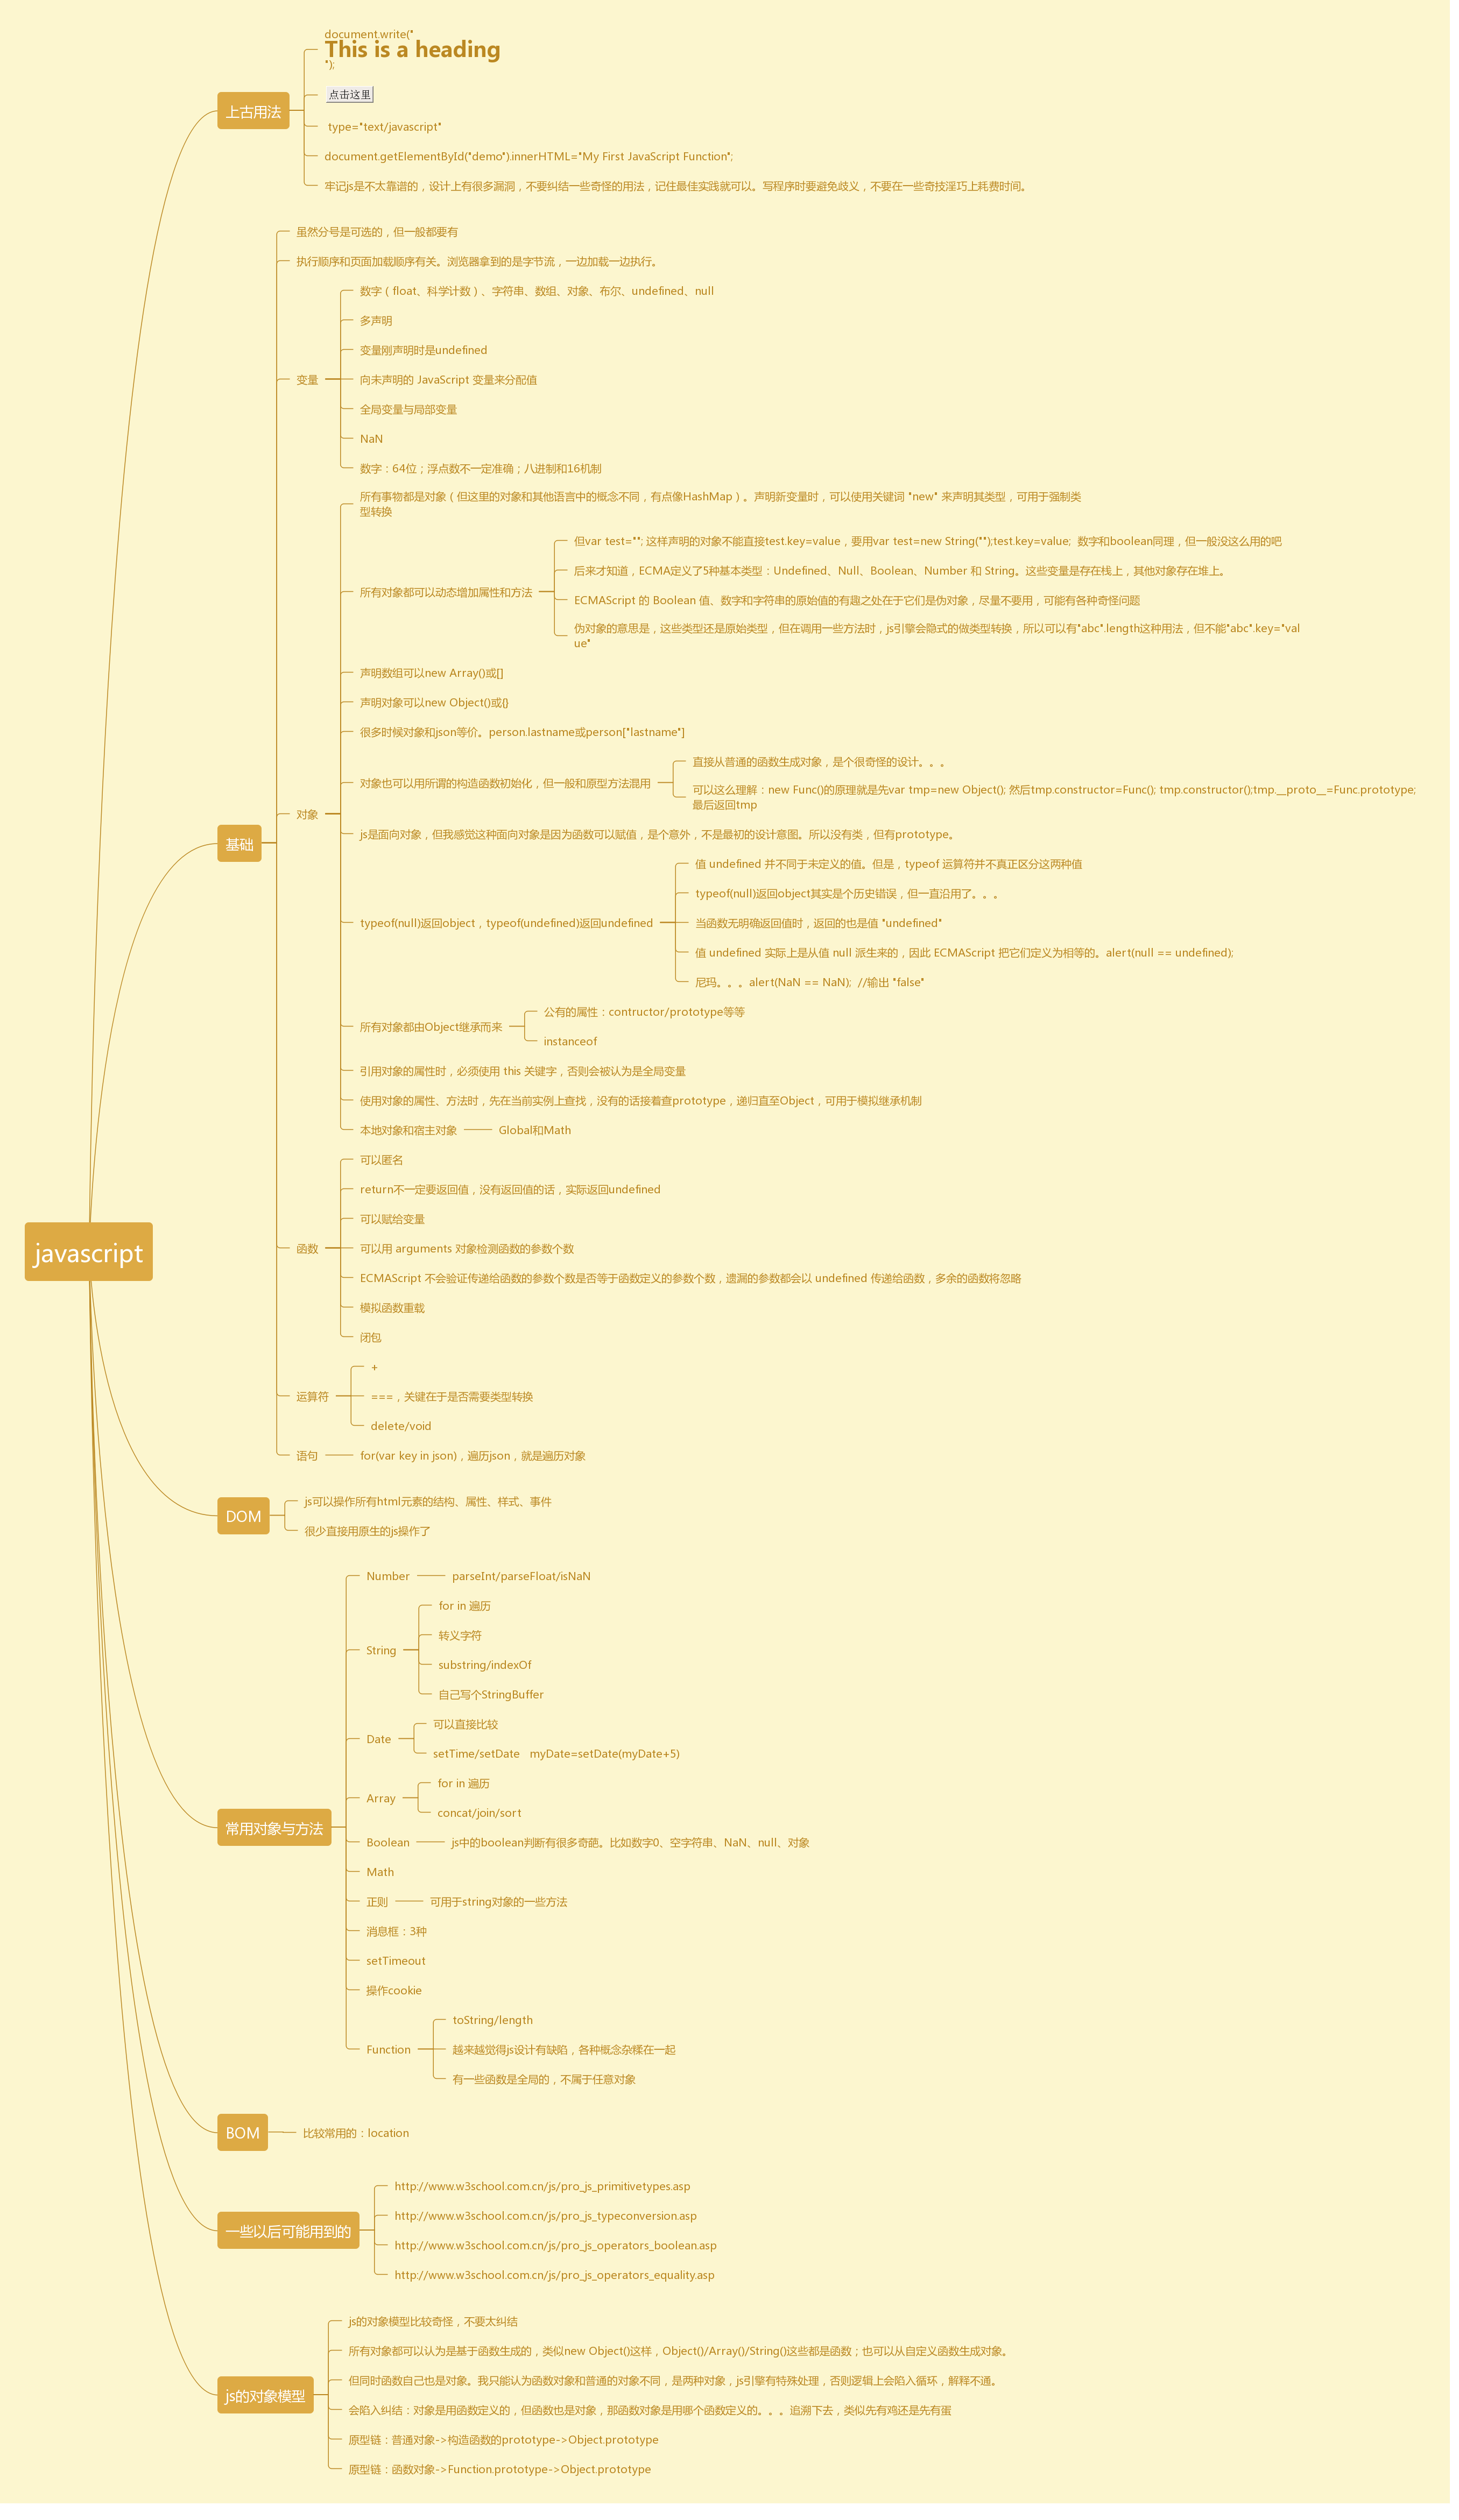 document.write("
This is a heading
");
点击这里
type="text/javascript"
document.getElementById("demo").innerHTML="My First JavaScript Function";
牢记js是不太靠谱的，设计上有很多漏洞，不要纠结一些奇怪的用法，记住最佳实践就可以。写程序时要避免歧义，不要在一些奇技淫巧上耗费时间。
上古用法
虽然分号是可选的，但一般都要有
执行顺序和页面加载顺序有关。浏览器拿到的是字节流，一边加载一边执行。
数字（float、科学计数）、字符串、数组、对象、布尔、undefined、null
多声明
变量刚声明时是undefined
变量
向未声明的 JavaScript 变量来分配值
全局变量与局部变量
NaN
数字：64位；浮点数不一定准确；八进制和16机制
所有事物都是对象（但这里的对象和其他语言中的概念不同，有点像HashMap）。声明新变量时，可以使用关键词 "new" 来声明其类型，可用于强制类
型转换
所有对象都可以动态增加属性和方法
但var test=""; 这样声明的对象不能直接test.key=value，要用var test=new String("");test.key=value;  数字和boolean同理，但一般没这么用的吧
后来才知道，ECMA定义了5种基本类型：Undefined、Null、Boolean、Number 和 String。这些变量是存在栈上，其他对象存在堆上。
ECMAScript 的 Boolean 值、数字和字符串的原始值的有趣之处在于它们是伪对象，尽量不要用，可能有各种奇怪问题
伪对象的意思是，这些类型还是原始类型，但在调用一些方法时，js引擎会隐式的做类型转换，所以可以有"abc".length这种用法，但不能"abc".key="val
ue"
声明数组可以new Array()或[]
声明对象可以new Object()或{}
很多时候对象和json等价。person.lastname或person["lastname"]
对象也可以用所谓的构造函数初始化，但一般和原型方法混用
直接从普通的函数生成对象，是个很奇怪的设计。。。
可以这么理解：new Func()的原理就是先var tmp=new Object(); 然后tmp.constructor=Func(); tmp.constructor();tmp.__proto__=Func.prototype;
最后返回tmp
对象
js是面向对象，但我感觉这种面向对象是因为函数可以赋值，是个意外，不是最初的设计意图。所以没有类，但有prototype。
基础
typeof(null)返回object，typeof(undefined)返回undefined
值 undefined 并不同于未定义的值。但是，typeof 运算符并不真正区分这两种值
typeof(null)返回object其实是个历史错误，但一直沿用了。。。
当函数无明确返回值时，返回的也是值 "undefined"
值 undefined 实际上是从值 null 派生来的，因此 ECMAScript 把它们定义为相等的。alert(null == undefined);
尼玛。。。alert(NaN == NaN);  //输出 "false"
所有对象都由Object继承而来
公有的属性：contructor/prototype等等
instanceof
引用对象的属性时，必须使用 this 关键字，否则会被认为是全局变量
使用对象的属性、方法时，先在当前实例上查找，没有的话接着查prototype，递归直至Object，可用于模拟继承机制
本地对象和宿主对象
Global和Math
可以匿名
return不一定要返回值，没有返回值的话，实际返回undefined
可以赋给变量
函数
可以用 arguments 对象检测函数的参数个数
javascript
ECMAScript 不会验证传递给函数的参数个数是否等于函数定义的参数个数，遗漏的参数都会以 undefined 传递给函数，多余的函数将忽略
模拟函数重载
闭包
+
运算符
===，关键在于是否需要类型转换
delete/void
语句
for(var key in json)，遍历json，就是遍历对象
DOM
js可以操作所有html元素的结构、属性、样式、事件
很少直接用原生的js操作了
Number
parseInt/parseFloat/isNaN
String
for in 遍历
转义字符
substring/indexOf
自己写个StringBuffer
Date
可以直接比较
setTime/setDate   myDate=setDate(myDate+5)
Array
for in 遍历
concat/join/sort
常用对象与方法
Boolean
js中的boolean判断有很多奇葩。比如数字0、空字符串、NaN、null、对象
Math
正则
可用于string对象的一些方法
消息框：3种
setTimeout
操作cookie
Function
toString/length
越来越觉得js设计有缺陷，各种概念杂糅在一起
有一些函数是全局的，不属于任意对象
BOM
比较常用的：location
一些以后可能用到的
http://www.w3school.com.cn/js/pro_js_primitivetypes.asp
http://www.w3school.com.cn/js/pro_js_typeconversion.asp
http://www.w3school.com.cn/js/pro_js_operators_boolean.asp
http://www.w3school.com.cn/js/pro_js_operators_equality.asp
js的对象模型
js的对象模型比较奇怪，不要太纠结
所有对象都可以认为是基于函数生成的，类似new Object()这样，Object()/Array()/String()这些都是函数；也可以从自定义函数生成对象。
但同时函数自己也是对象。我只能认为函数对象和普通的对象不同，是两种对象，js引擎有特殊处理，否则逻辑上会陷入循环，解释不通。
会陷入纠结：对象是用函数定义的，但函数也是对象，那函数对象是用哪个函数定义的。。。追溯下去，类似先有鸡还是先有蛋
原型链：普通对象->构造函数的prototype->Object.prototype
原型链：函数对象->Function.prototype->Object.prototype